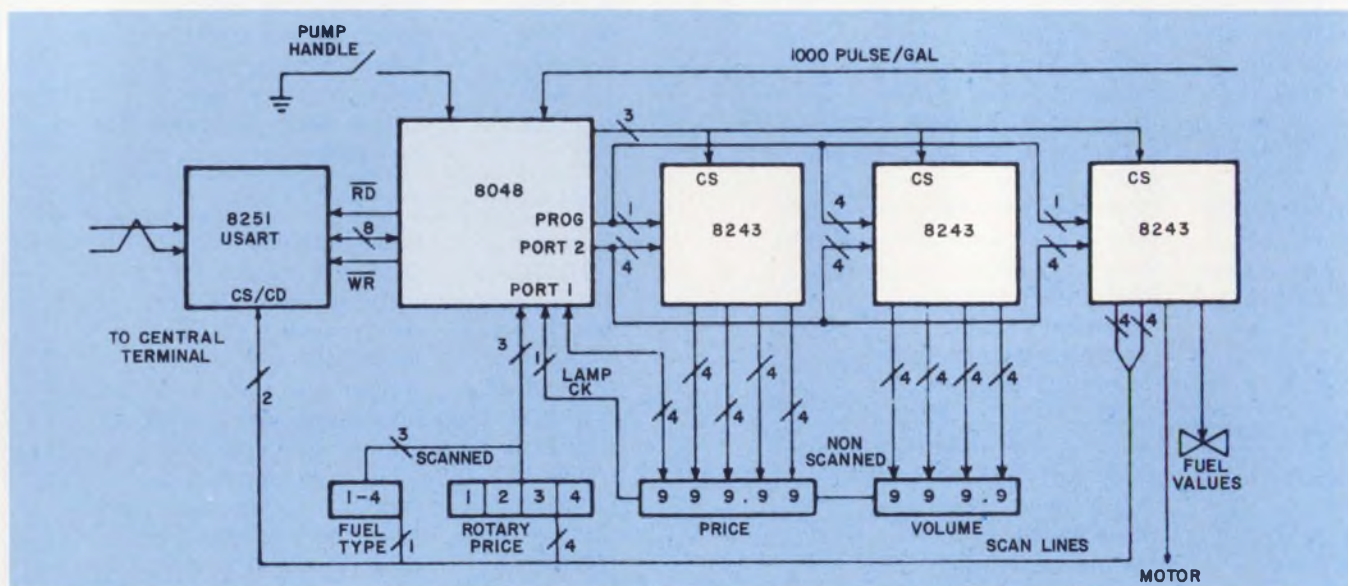 PUMP
HANDLE
1000 PULSE/GAL
3
8251
USART
CS/CD
RD
8
WR
8048
PROG
PORT 2
PORT 1
CS
8243
CS
8243
CS
8243
1
4
4
4
1
4
TO CENTRAL
TERMINAL
2
3
1
LAMP
CK
4
4
4
4
4
4
4
4
4
4
4
3
SCANNED
NON
SCANNED
1-4
FUEL
TYPE
1
1 2 3 4
ROTARY
PRICE
4
9 9 9.9 9
PRICE
9 9 9.9
VOLUME
SCAN LINES
FUEL
VALUES
MOTOR